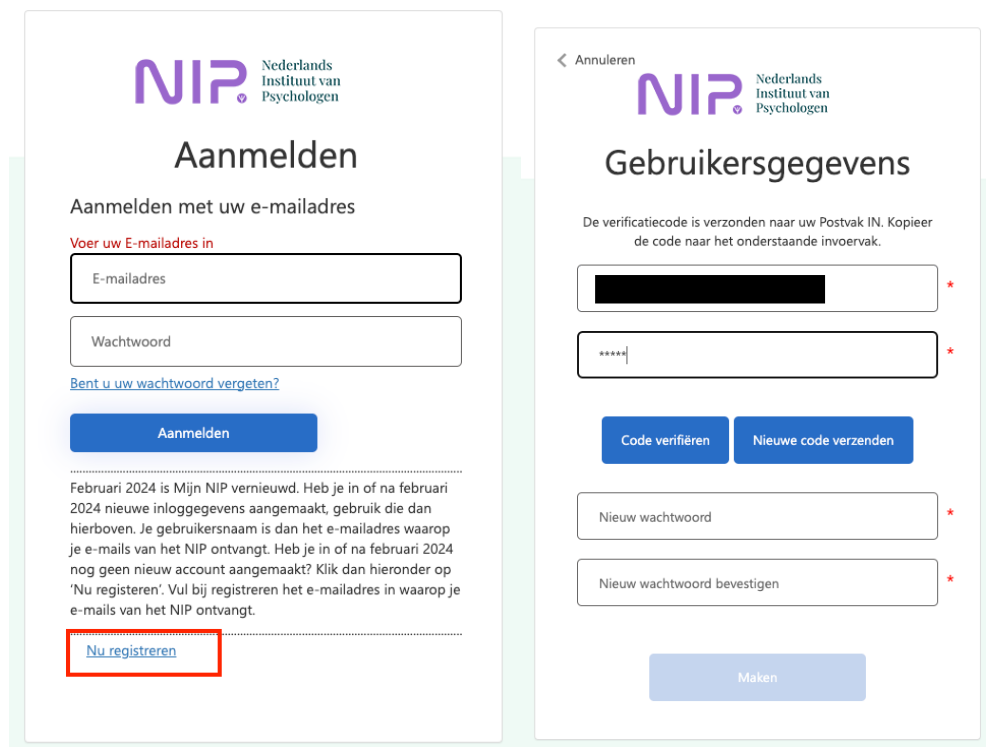 NIP.
Nederlands
Instituut van
Psychologen
Aanmelden
Aanmelden met uw e-mailadres
Voer uw E-mailadres in
E-mailadres
Wachtwoord
Bent u uw wachtwoord vergeten?
Aanmelden
Februari 2024 is Mijn NIP vernieuwd. Heb je in of na februari
2024 nieuwe inloggegevens aangemaakt, gebruik die dan
hierboven. Je gebruikersnaam is dan het e-mailadres waarop
je e-mails van het NIP ontvangt. Heb je in of na februari 2024
nog geen nieuw account aangemaakt? Klik dan hieronder op
‘Nu registeren’. Vul bij registreren het e-mailadres in waarop je
e-mails van het NIP ontvangt.
Nu registreren
Annuleren
NIP.
Nederlands
Instituut van
Psychologen
Gebruikersgegevens
De verificatiecode is verzonden naar uw Postvak IN. Kopieer
de code naar het onderstaande invoervak.
*
*****
*
Code verifiëren
Nieuwe code verzenden
Nieuw wachtwoord
*
Nieuw wachtwoord bevestigen
*
Maken